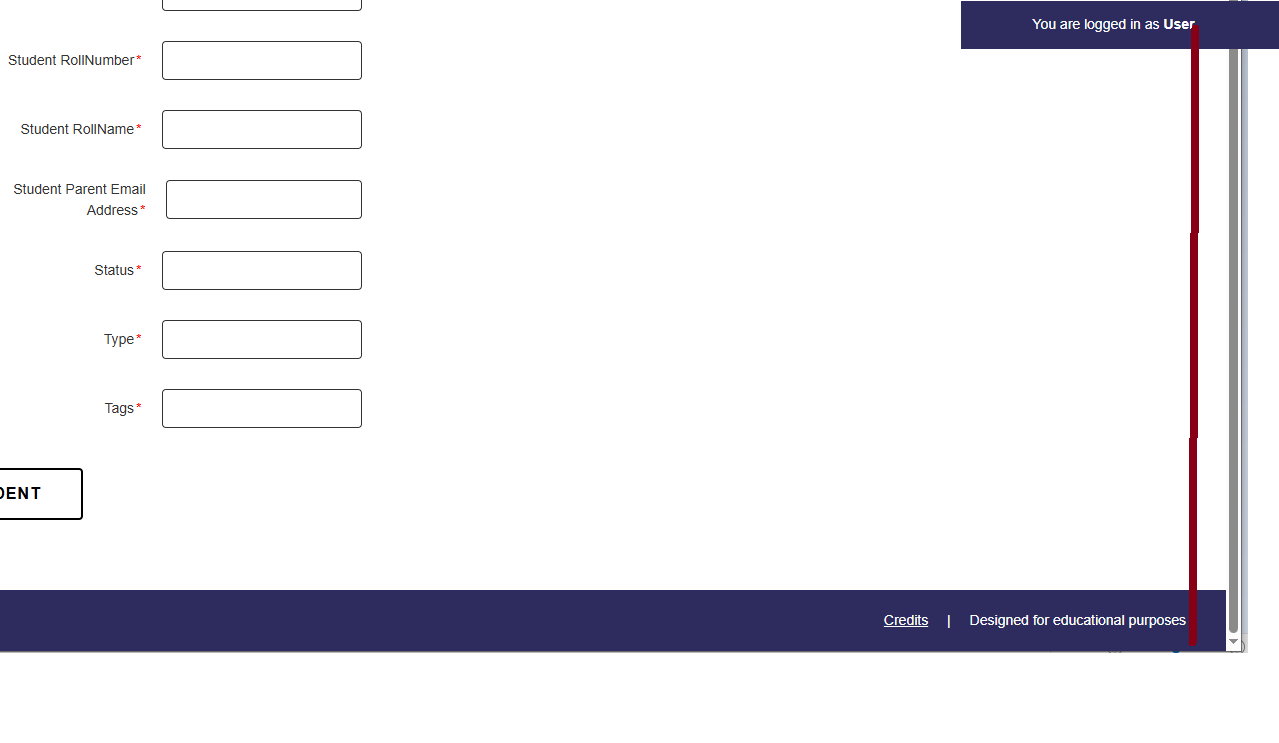 You are logged in as User
Student RollNumber*
Student RollName*
Student Parent Email
Address*
Status*
Type*
Tags*
DENT
Credits | Designed for educational purposes